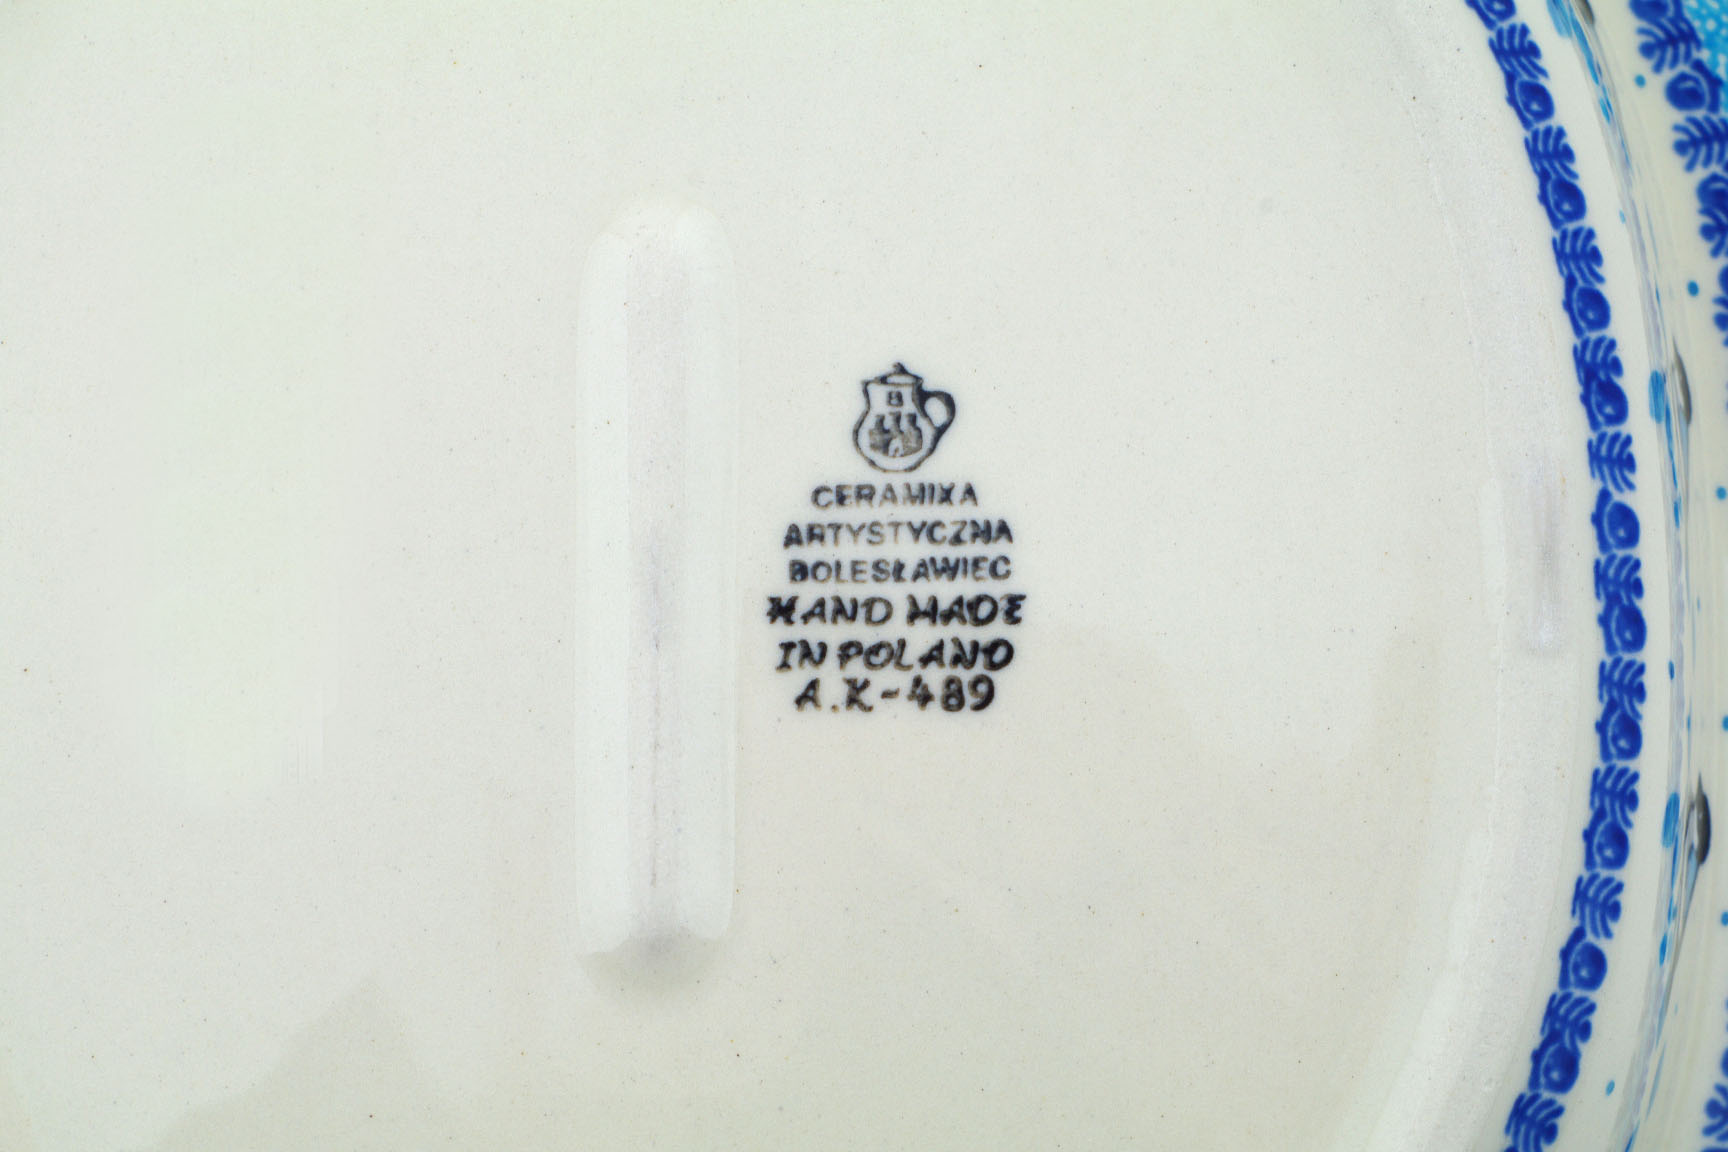 B
CERAMIKA
ARTYSTYCZNA
BOLESŁAWIEC
HAND MADE
IN POLAND
A.K-489